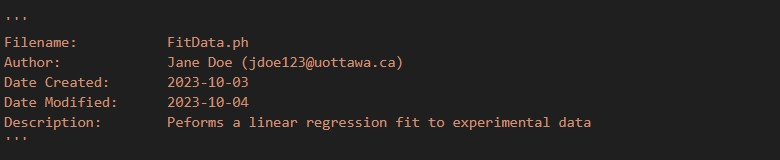 '''
Filename: FitData.ph
Author: Jane Doe (jdoe123@uottawa.ca)
Date Created: 2023-10-03
Date Modified: 2023-10-04
Description: Peforms a linear regression fit to experimental data
'''